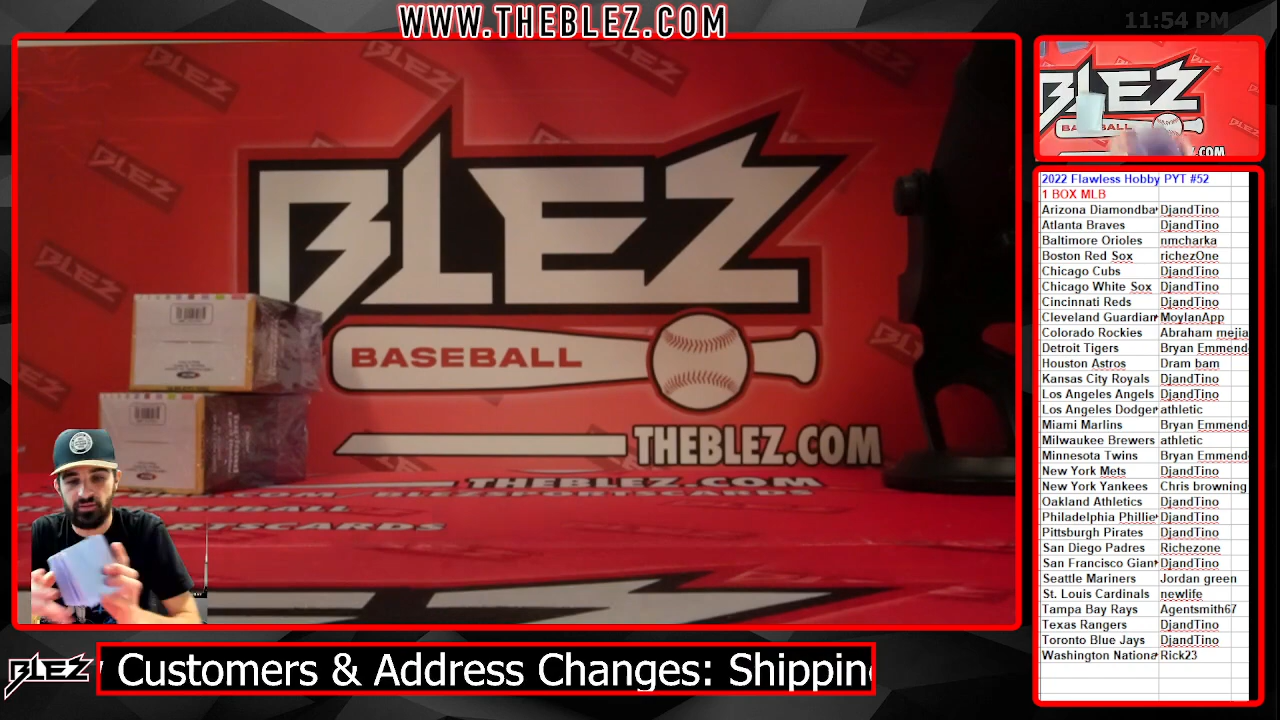 WWW.THEBLEZ.COM
11:54 PM
BLEZ
BASEBALL
THEBLEZ.COM
THEBLEZ.COM
BLEZSPORTSCARDS
BLEZ
.COM
2022 Flawless Hobby PYT #52
1 BOX MLB
Arizona Diamondba DjandTino
Atlanta Braves DjandTino
Baltimore Orioles nmcharka
Boston Red Sox richezOne
Chicago Cubs DjandTino
Chicago White Sox DjandTino
Cincinnati Reds DjandTino
Cleveland Guardian MoylanApp
Colorado Rockies Abraham mejia
Detroit Tigers Bryan Emmend
Houston Astros Dram bam
Kansas City Royals DjandTino
Los Angeles Angels DjandTino
Los Angeles Dodger athletic
Miami Marlins Bryan Emmend
Milwaukee Brewers athletic
Minnesota Twins Bryan Emmend
New York Mets DjandTino
New York Yankees Chris browning
Oakland Athletics DjandTino
Philadelphia Phillie DjandTino
Pittsburgh Pirates DjandTino
San Diego Padres Richezone
San Francisco Gian DjandTino
Seattle Mariners Jordan green
St. Louis Cardinals newlife
Tampa Bay Rays Agentsmith67
Texas Rangers DjandTino
Toronto Blue Jays DjandTino
Washington Nationa Rick23
BLEZ
Customers & Address Changes: Shippin